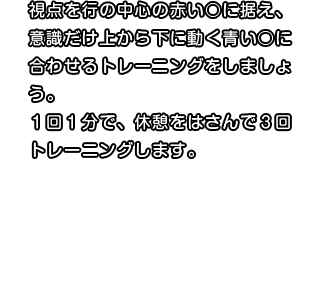 視点を行の中心の赤い〇に据え、
意識だけ上から下に動く青い〇に
合わせるトレーニングをしましょ
う。
１回１分で、休憩をはさんで３回
トレーニングします。